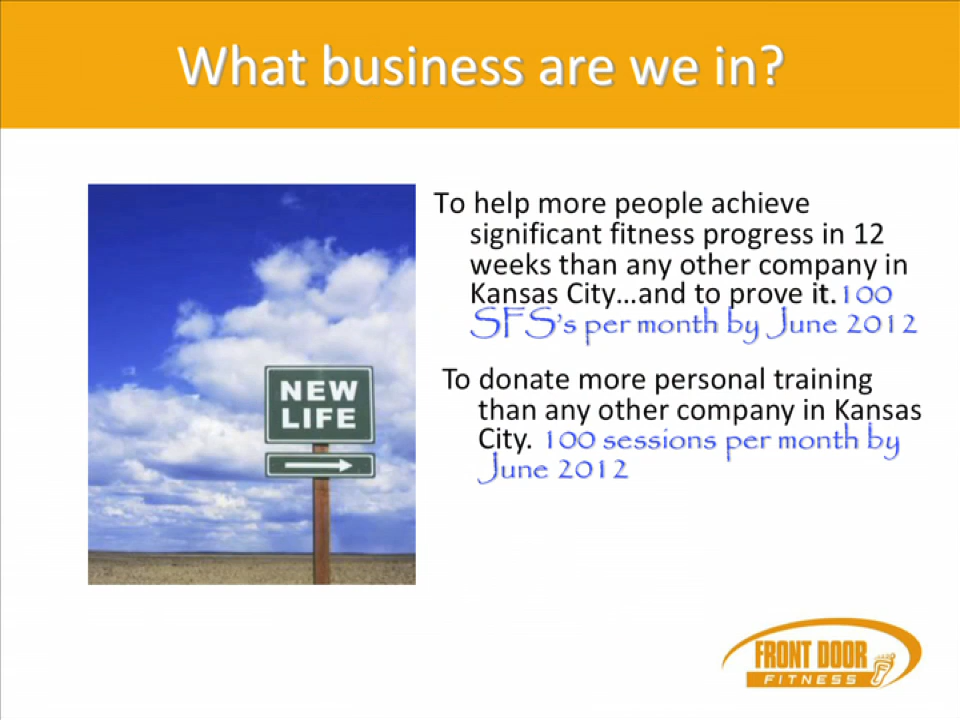 What business are we in?
To help more people achieve
significant fitness progress in 12
weeks than any other company in
Kansas City...and to prove it. 100
SFS's per month by June 2012
To donate more personal training
than any other company in Kansas
City. 100 sessions per month by
June 2012
NEW
LIFE
FRONT DOOR
FITNESS